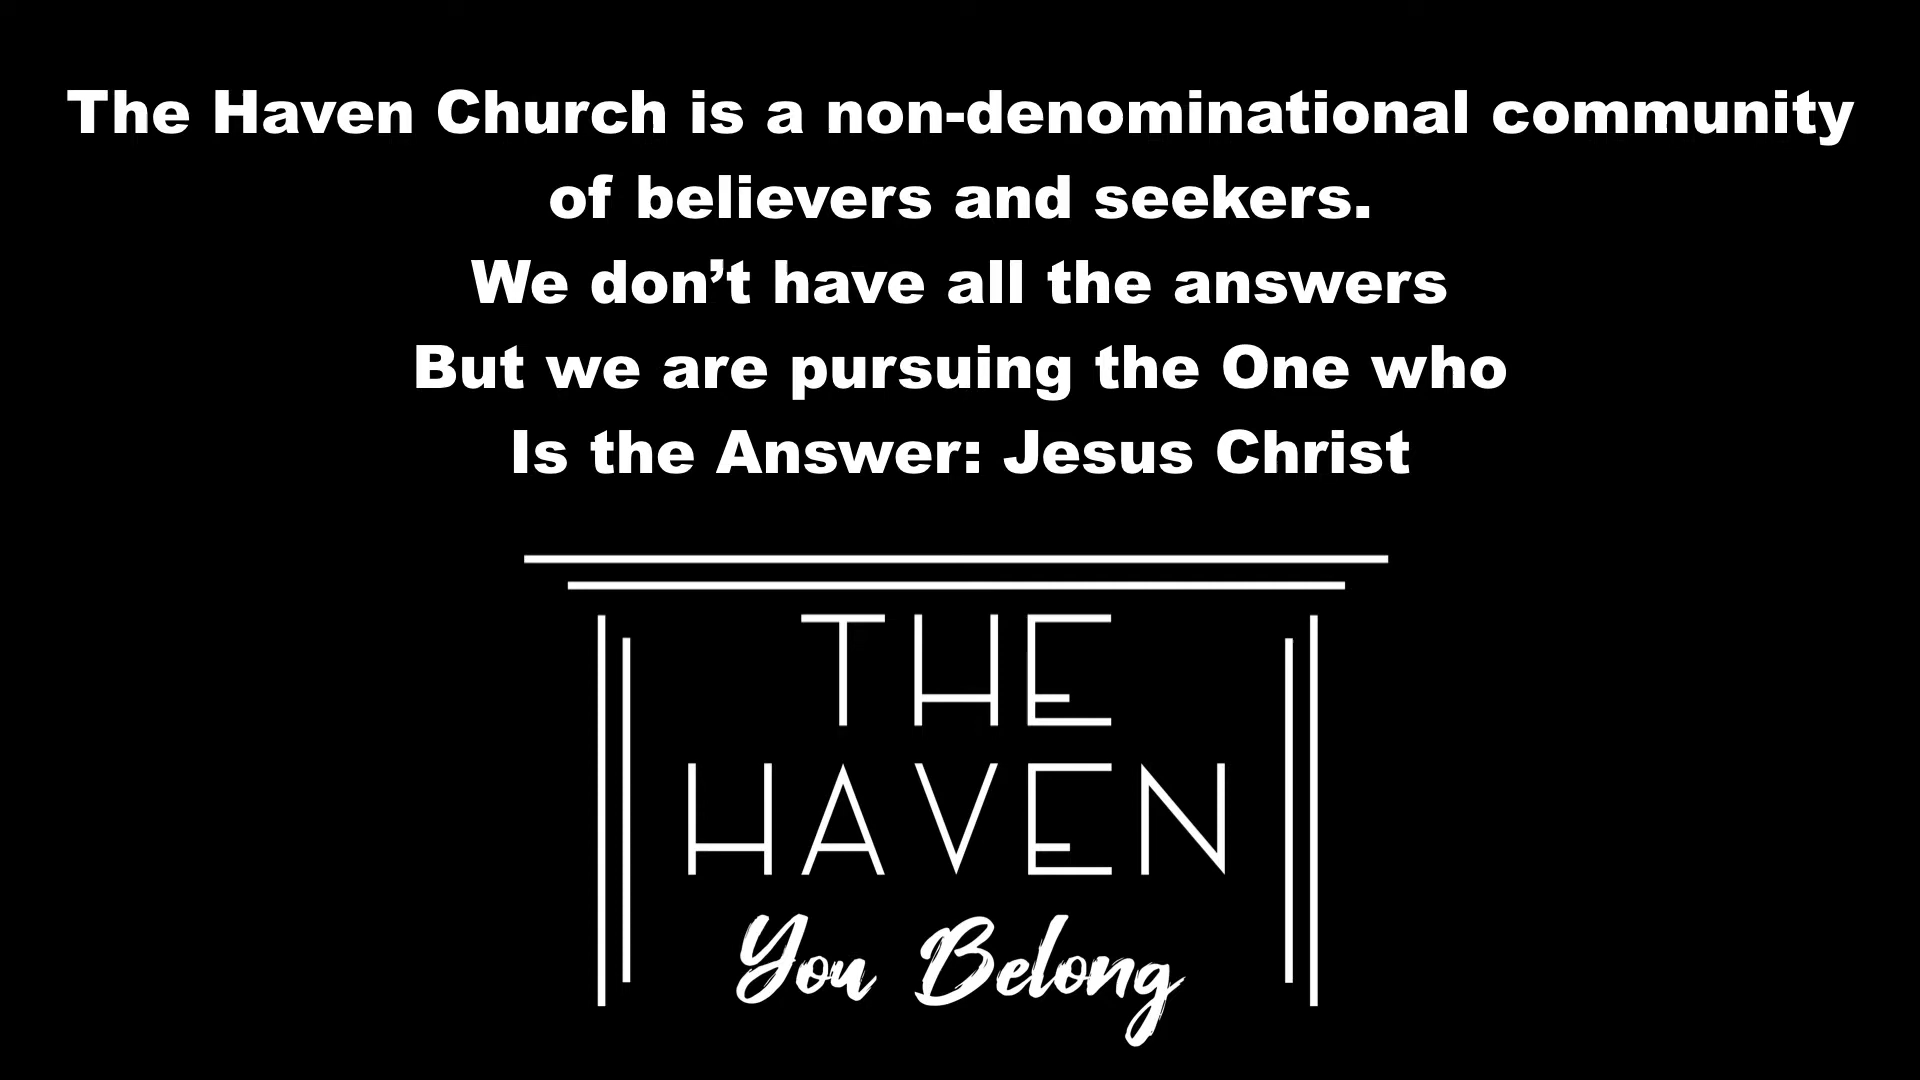 The Haven Church is a non-denominational community
of believers and seekers.
We don’t have all the answers
But we are pursuing the One who
Is the Answer: Jesus Christ
THE
HAVEN
You Belong